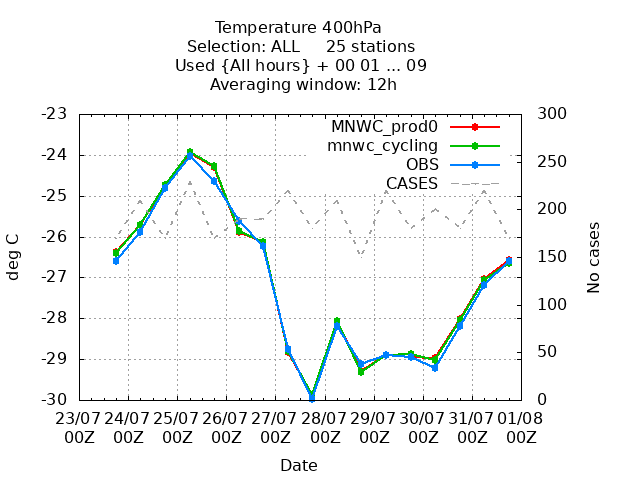 Temperature 400hPa
Selection: ALL     25 stations
Used {All hours} + 00 01 ... 09
Averaging window: 12h
-23
-24
-25
-26
-27
-28
-29
-30
deg C
300
250
200
150
100
50
0
No cases
MNWC_prod0
mnwc_cycling
OBS
CASES
23/07 24/07 25/07 26/07 27/07 28/07 29/07 30/07 31/07 01/08
00Z 00Z 00Z 00Z 00Z 00Z 00Z 00Z 00Z 00Z
Date